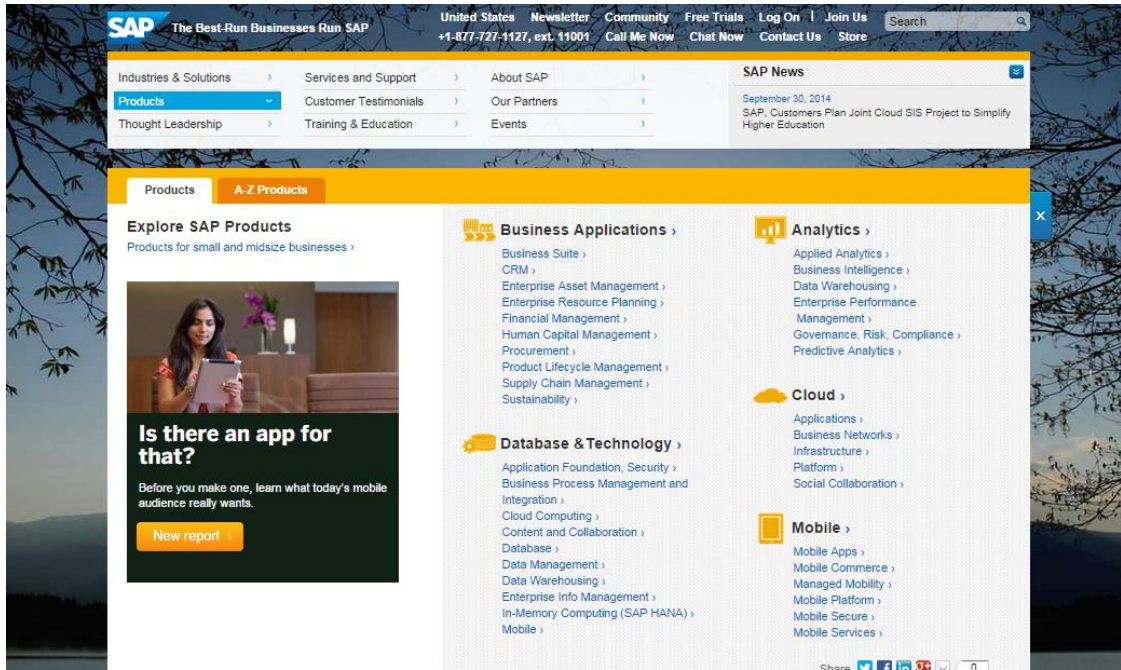 SAP The Best-Run Businesses Run SAP
United States Newsletter Community Free Trials Log On | Join Us
+1-877-727-1127, ext. 11001 Call Me Now Chat Now Contact Us Store
Search
Industries & Solutions ›
Products
Thought Leadership ›
Services and Support ›
Customer Testimonials ›
Training & Education ›
About SAP ›
Our Partners ›
Events ›
SAP News
September 30, 2014
SAP, Customers Plan Joint Cloud SIS Project to Simplify
Higher Education
Products
A-Z Products
x
Explore SAP Products
Products for small and midsize businesses ›
Is there an app for
that?
Before you make one, learn what today's mobile
audience really wants.
New report ›
Business Applications ›
Business Suite ›
CRM ›
Enterprise Asset Management ›
Enterprise Resource Planning ›
Financial Management ›
Human Capital Management ›
Procurement ›
Product Lifecycle Management ›
Supply Chain Management ›
Sustainability ›
Database & Technology ›
Application Foundation, Security ›
Business Process Management and
Integration ›
Cloud Computing ›
Content and Collaboration ›
Database ›
Data Management ›
Data Warehousing ›
Enterprise Info Management ›
In-Memory Computing (SAP HANA) ›
Mobile ›
Analytics ›
Applied Analytics ›
Business Intelligence ›
Data Warehousing ›
Enterprise Performance
Management ›
Governance, Risk, Compliance ›
Predictive Analytics ›
Cloud ›
Applications ›
Business Networks ›
Infrastructure ›
Platform ›
Social Collaboration ›
Mobile ›
Mobile Apps ›
Mobile Commerce ›
Managed Mobility ›
Mobile Platform ›
Mobile Secure ›
Mobile Services ›
Share f in g+ 0